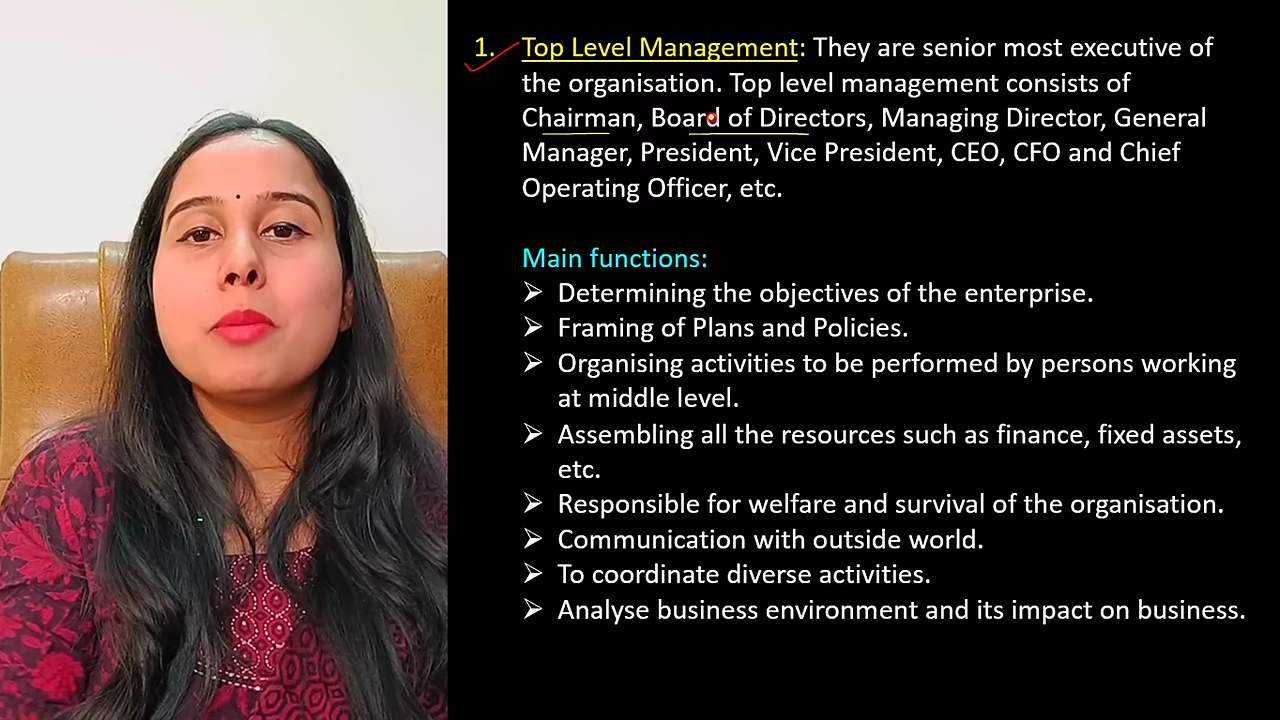 1. Top Level Management: They are senior most executive of
the organisation. Top level management consists of
Chairman, Board of Directors, Managing Director, General
Manager, President, Vice President, CEO, CFO and Chief
Operating Officer, etc.
Main functions:
➢ Determining the objectives of the enterprise.
➢ Framing of Plans and Policies.
➢ Organising activities to be performed by persons working
at middle level.
➢ Assembling all the resources such as finance, fixed assets,
etc.
➢ Responsible for welfare and survival of the organisation.
➢ Communication with outside world.
➢ To coordinate diverse activities.
➢ Analyse business environment and its impact on business.